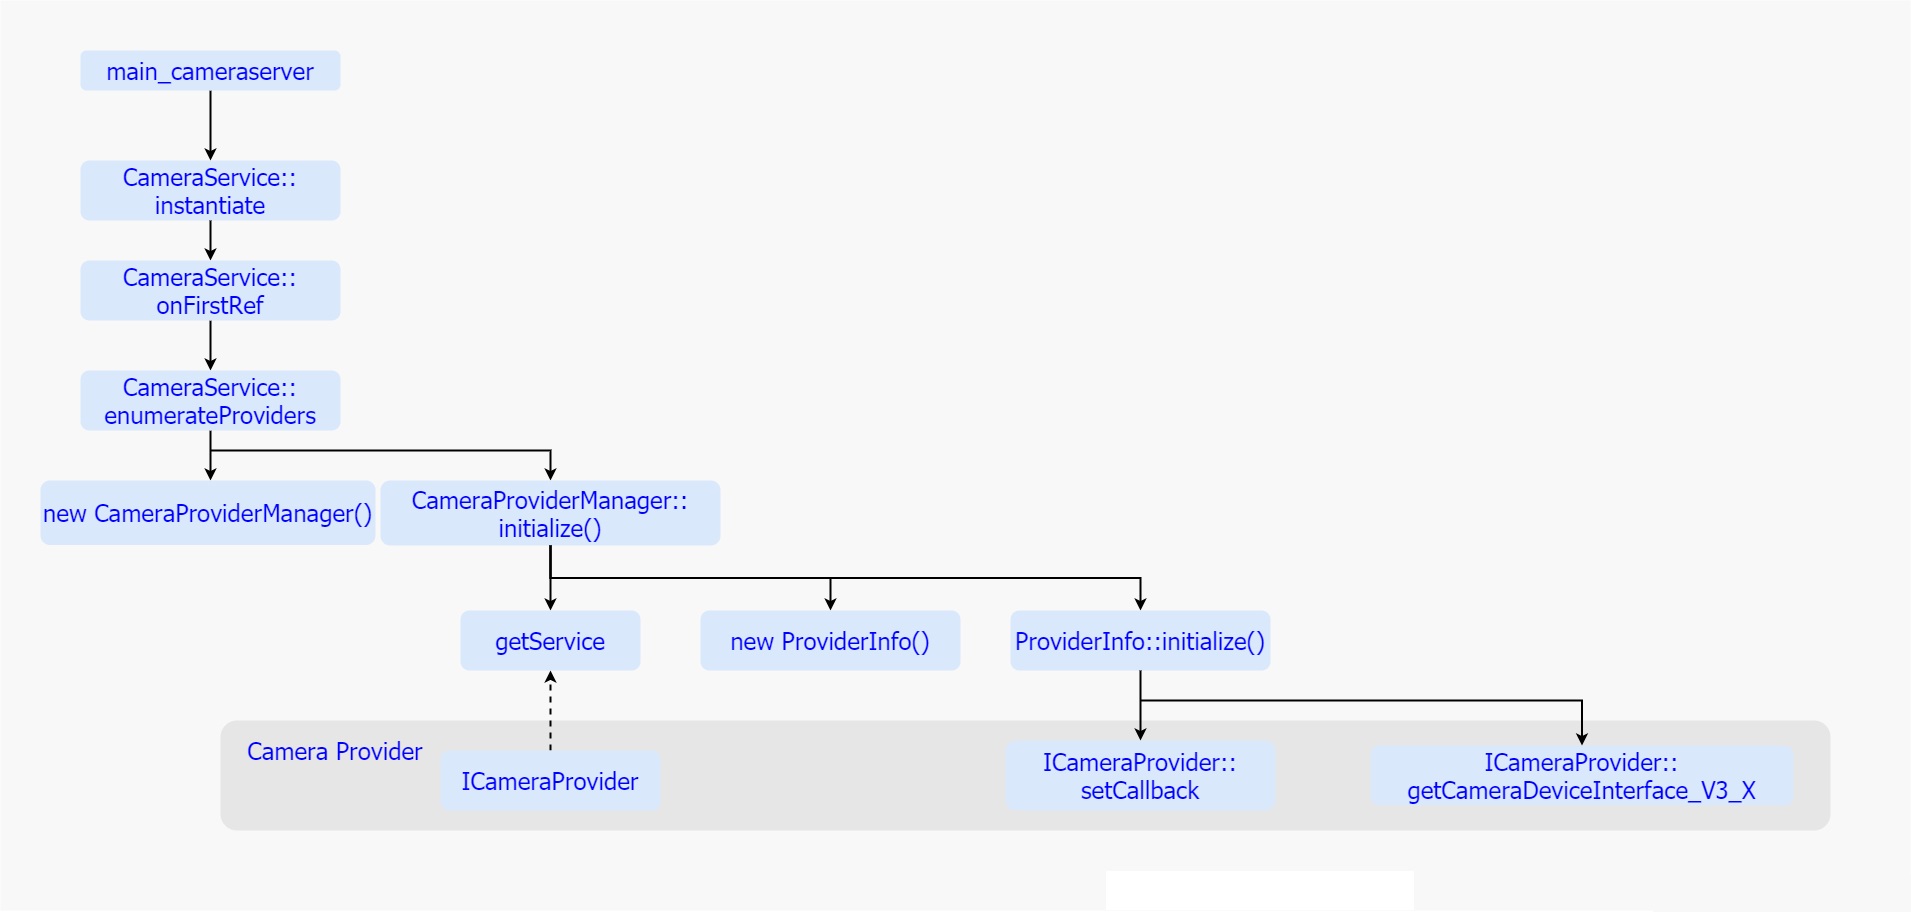 main_cameraserver
CameraService::
instantiate
CameraService::
onFirstRef
CameraService::
enumerateProviders
new CameraProviderManager()
CameraProviderManager::
initialize()
getService
new ProviderInfo()
ProviderInfo::initialize()
Camera Provider
ICameraProvider
ICameraProvider::
setCallback
ICameraProvider::
getCameraDeviceInterface_V3_X